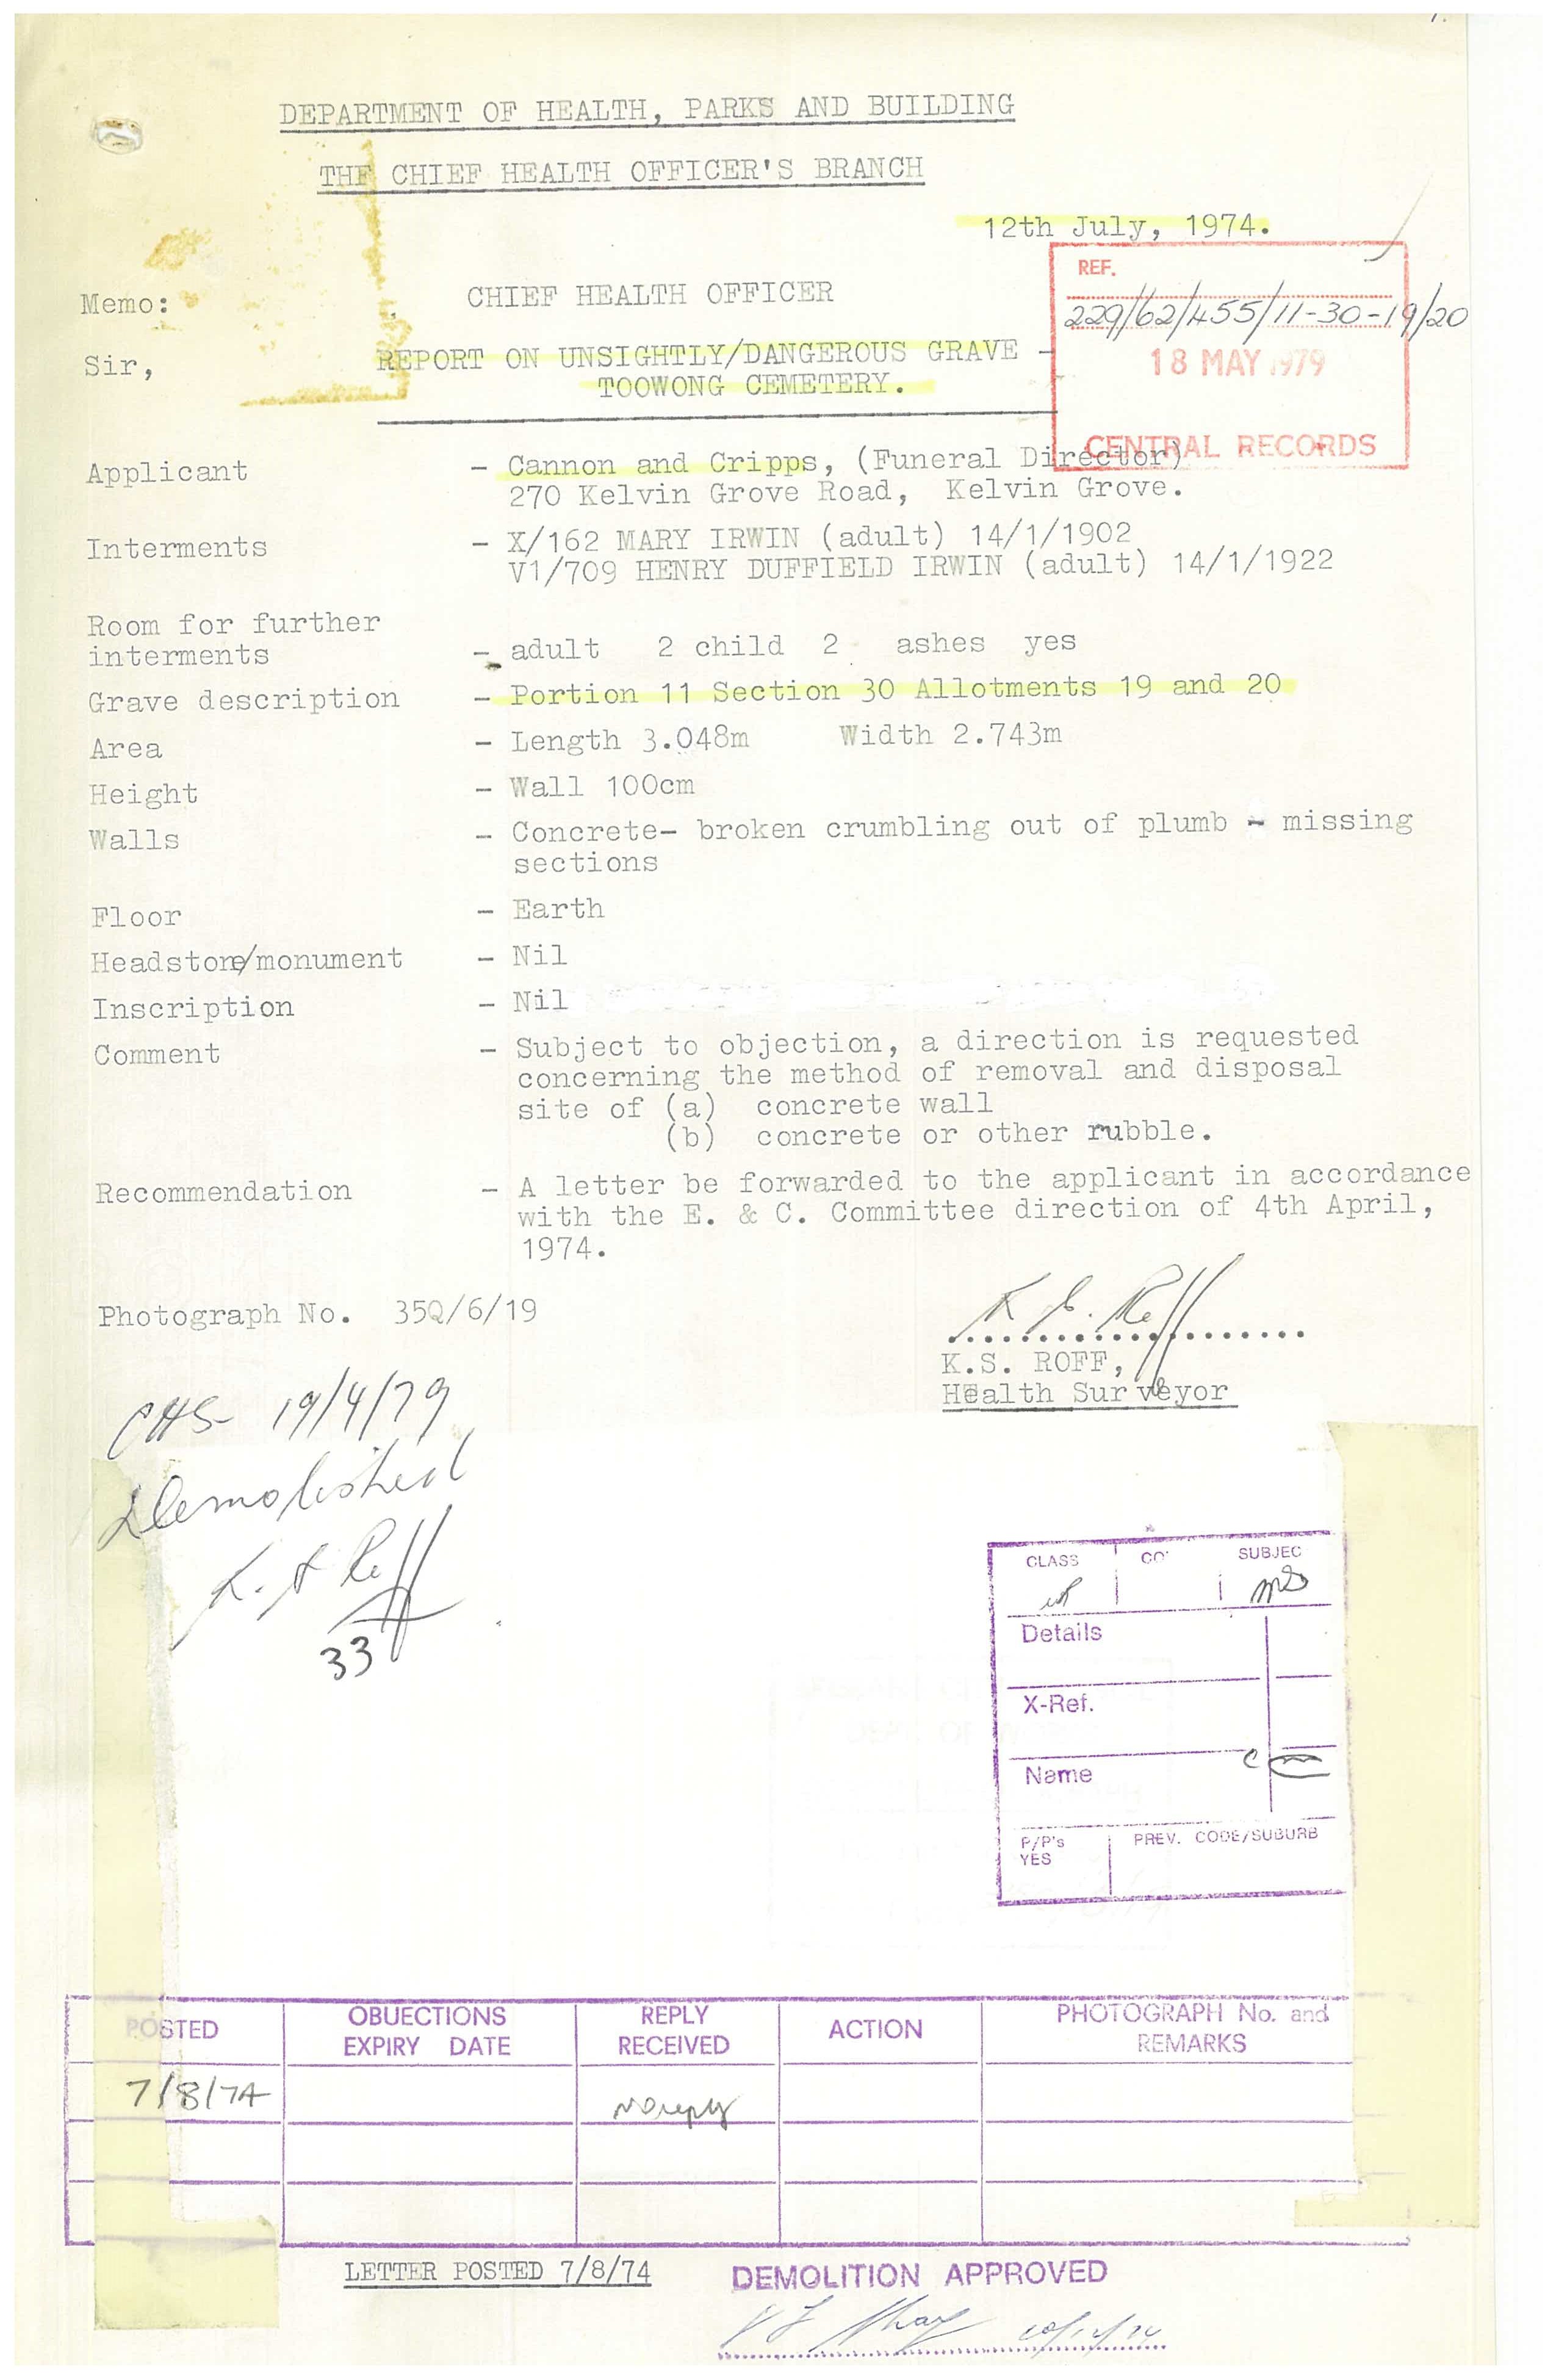 DEPARTMENT OF HEALTH, PARKS AND BUILDING
THE CHIEF HEALTH OFFICER'S BRANCH
12th July, 1974.
REF.
229/62/455/11-30-19/20
18 MAY 1979
CENTRAL RECORDS
Memo: CHIEF HEALTH OFFICER
Sir, REPORT ON UNSIGHTLY/DANGEROUS GRAVE -
TOOWONG CEMETERY.
Applicant - Cannon and Cripps, (Funeral Director)
270 Kelvin Grove Road, Kelvin Grove.
Interments - X/162 MARY IRWIN (adult) 14/1/1902
V1/709 HENRY DUFFIELD IRWIN (adult) 14/1/1922
Room for further
interments - adult 2 child 2 ashes yes
Grave description - Portion 11 Section 30 Allotments 19 and 20
Area - Length 3.048m Width 2.743m
Height - Wall 100cm
Walls - Concrete- broken crumbling out of plumb - missing
sections
Floor - Earth
Headstone/monument - Nil
Inscription - Nil
Comment - Subject to objection, a direction is requested
concerning the method of removal and disposal
site of (a) concrete wall
(b) concrete or other rubble.
Recommendation - A letter be forwarded to the applicant in accordance
with the E. & C. Committee direction of 4th April,
1974.
Photograph No. 35Q/6/19
K.S. ROFF,
Health Surveyor
CHS 19/4/79
Demolished
K. S Roff
33
CLASS SUBJEC
Details
X-Ref.
Name
P/P's PREV. CODE/SUBURB
YES
POSTED OBUECTIONS REPLY ACTION PHOTOGRAPH No. and
EXPIRY DATE RECEIVED REMARKS
7/8/74 no reply
LETTER POSTED 7/8/74 DEMOLITION APPROVED